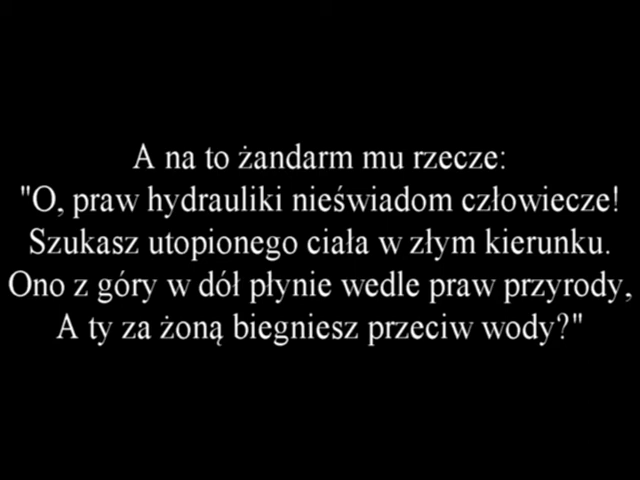 A na to żandarm mu rzecze:
"O, praw hydrauliki nieświadom człowiecze!
Szukasz utopionego ciała w złym kierunku.
Ono z góry w dół płynie wedle praw przyrody,
A ty za żoną biegniesz przeciw wody?"